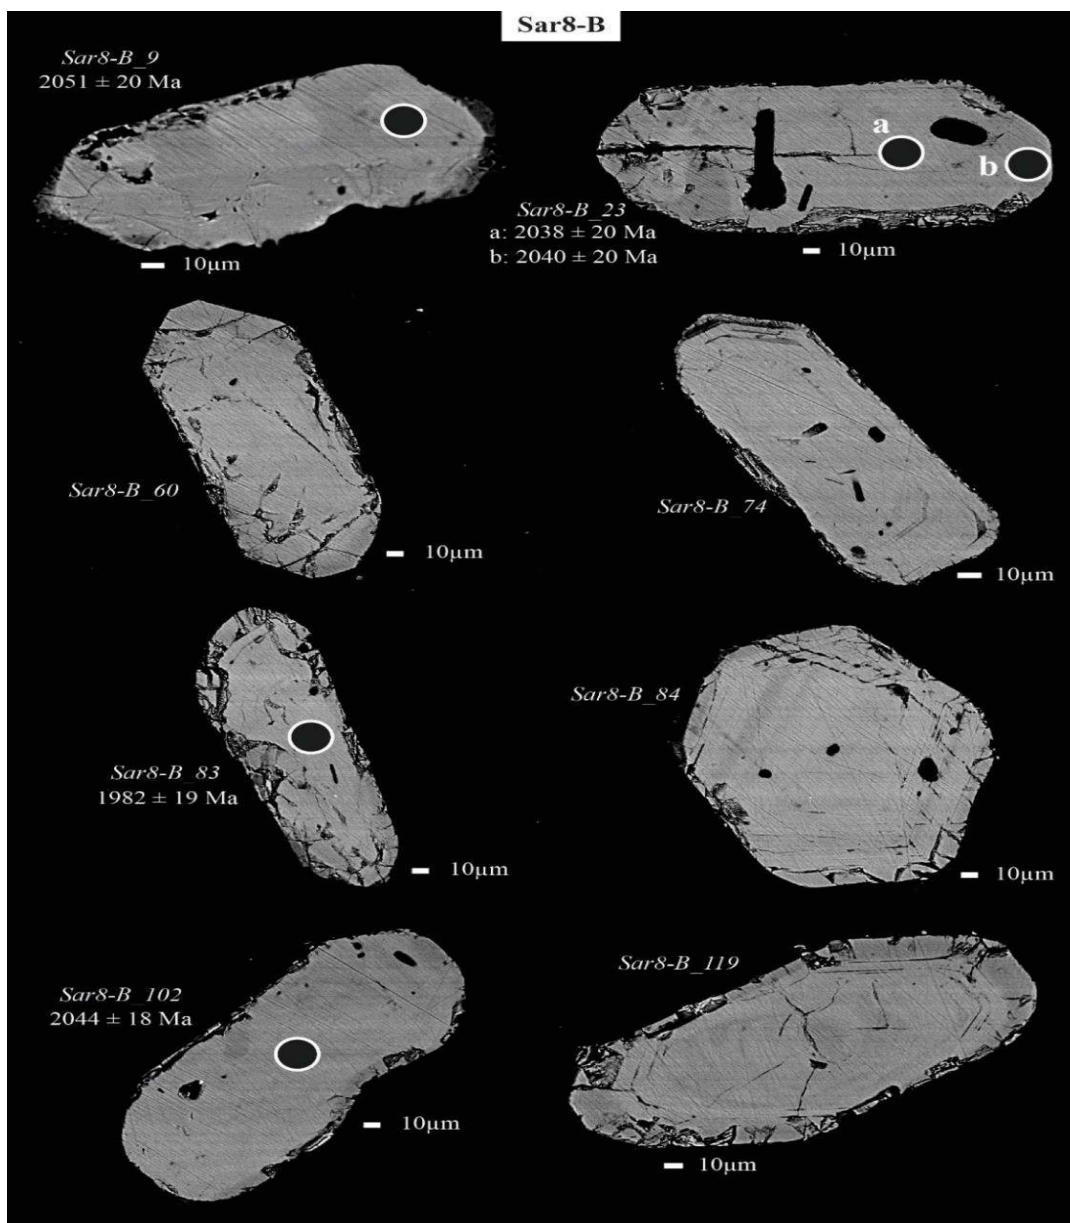 Sar8-B
Sar8-B_9
2051 ± 20 Ma
10µm
a
b
Sar8-B_23
a: 2038 ± 20 Ma
b: 2040 ± 20 Ma
10µm
Sar8-B_60
10µm
Sar8-B_74
10µm
Sar8-B_83
1982 ± 19 Ma
10µm
Sar8-B_84
10µm
Sar8-B_102
2044 ± 18 Ma
10µm
Sar8-B_119
10µm